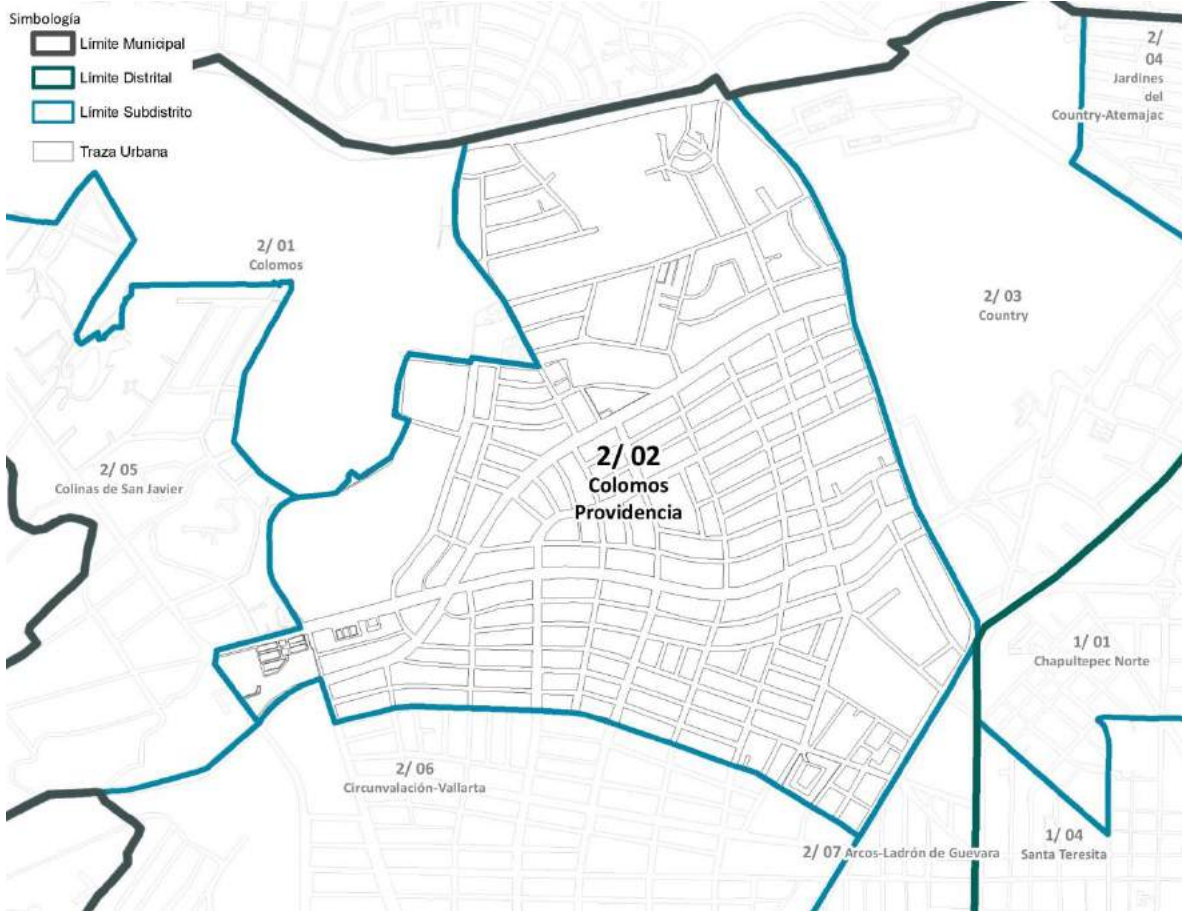 Simbología
Límite Municipal
Límite Distrital
Límite Subdistrito
Traza Urbana
2/
04
Jardines
del
Country-Atemajac
2/ 01
Colomos
2/ 03
Country
2/ 02
Colomos
Providencia
2/ 05
Colinas de San Javier
1/ 01
Chapultepec Norte
2/ 06
Circunvalación-Vallarta
2/ 07 Arcos-Ladrón de Guevara
1/ 04
Santa Teresita